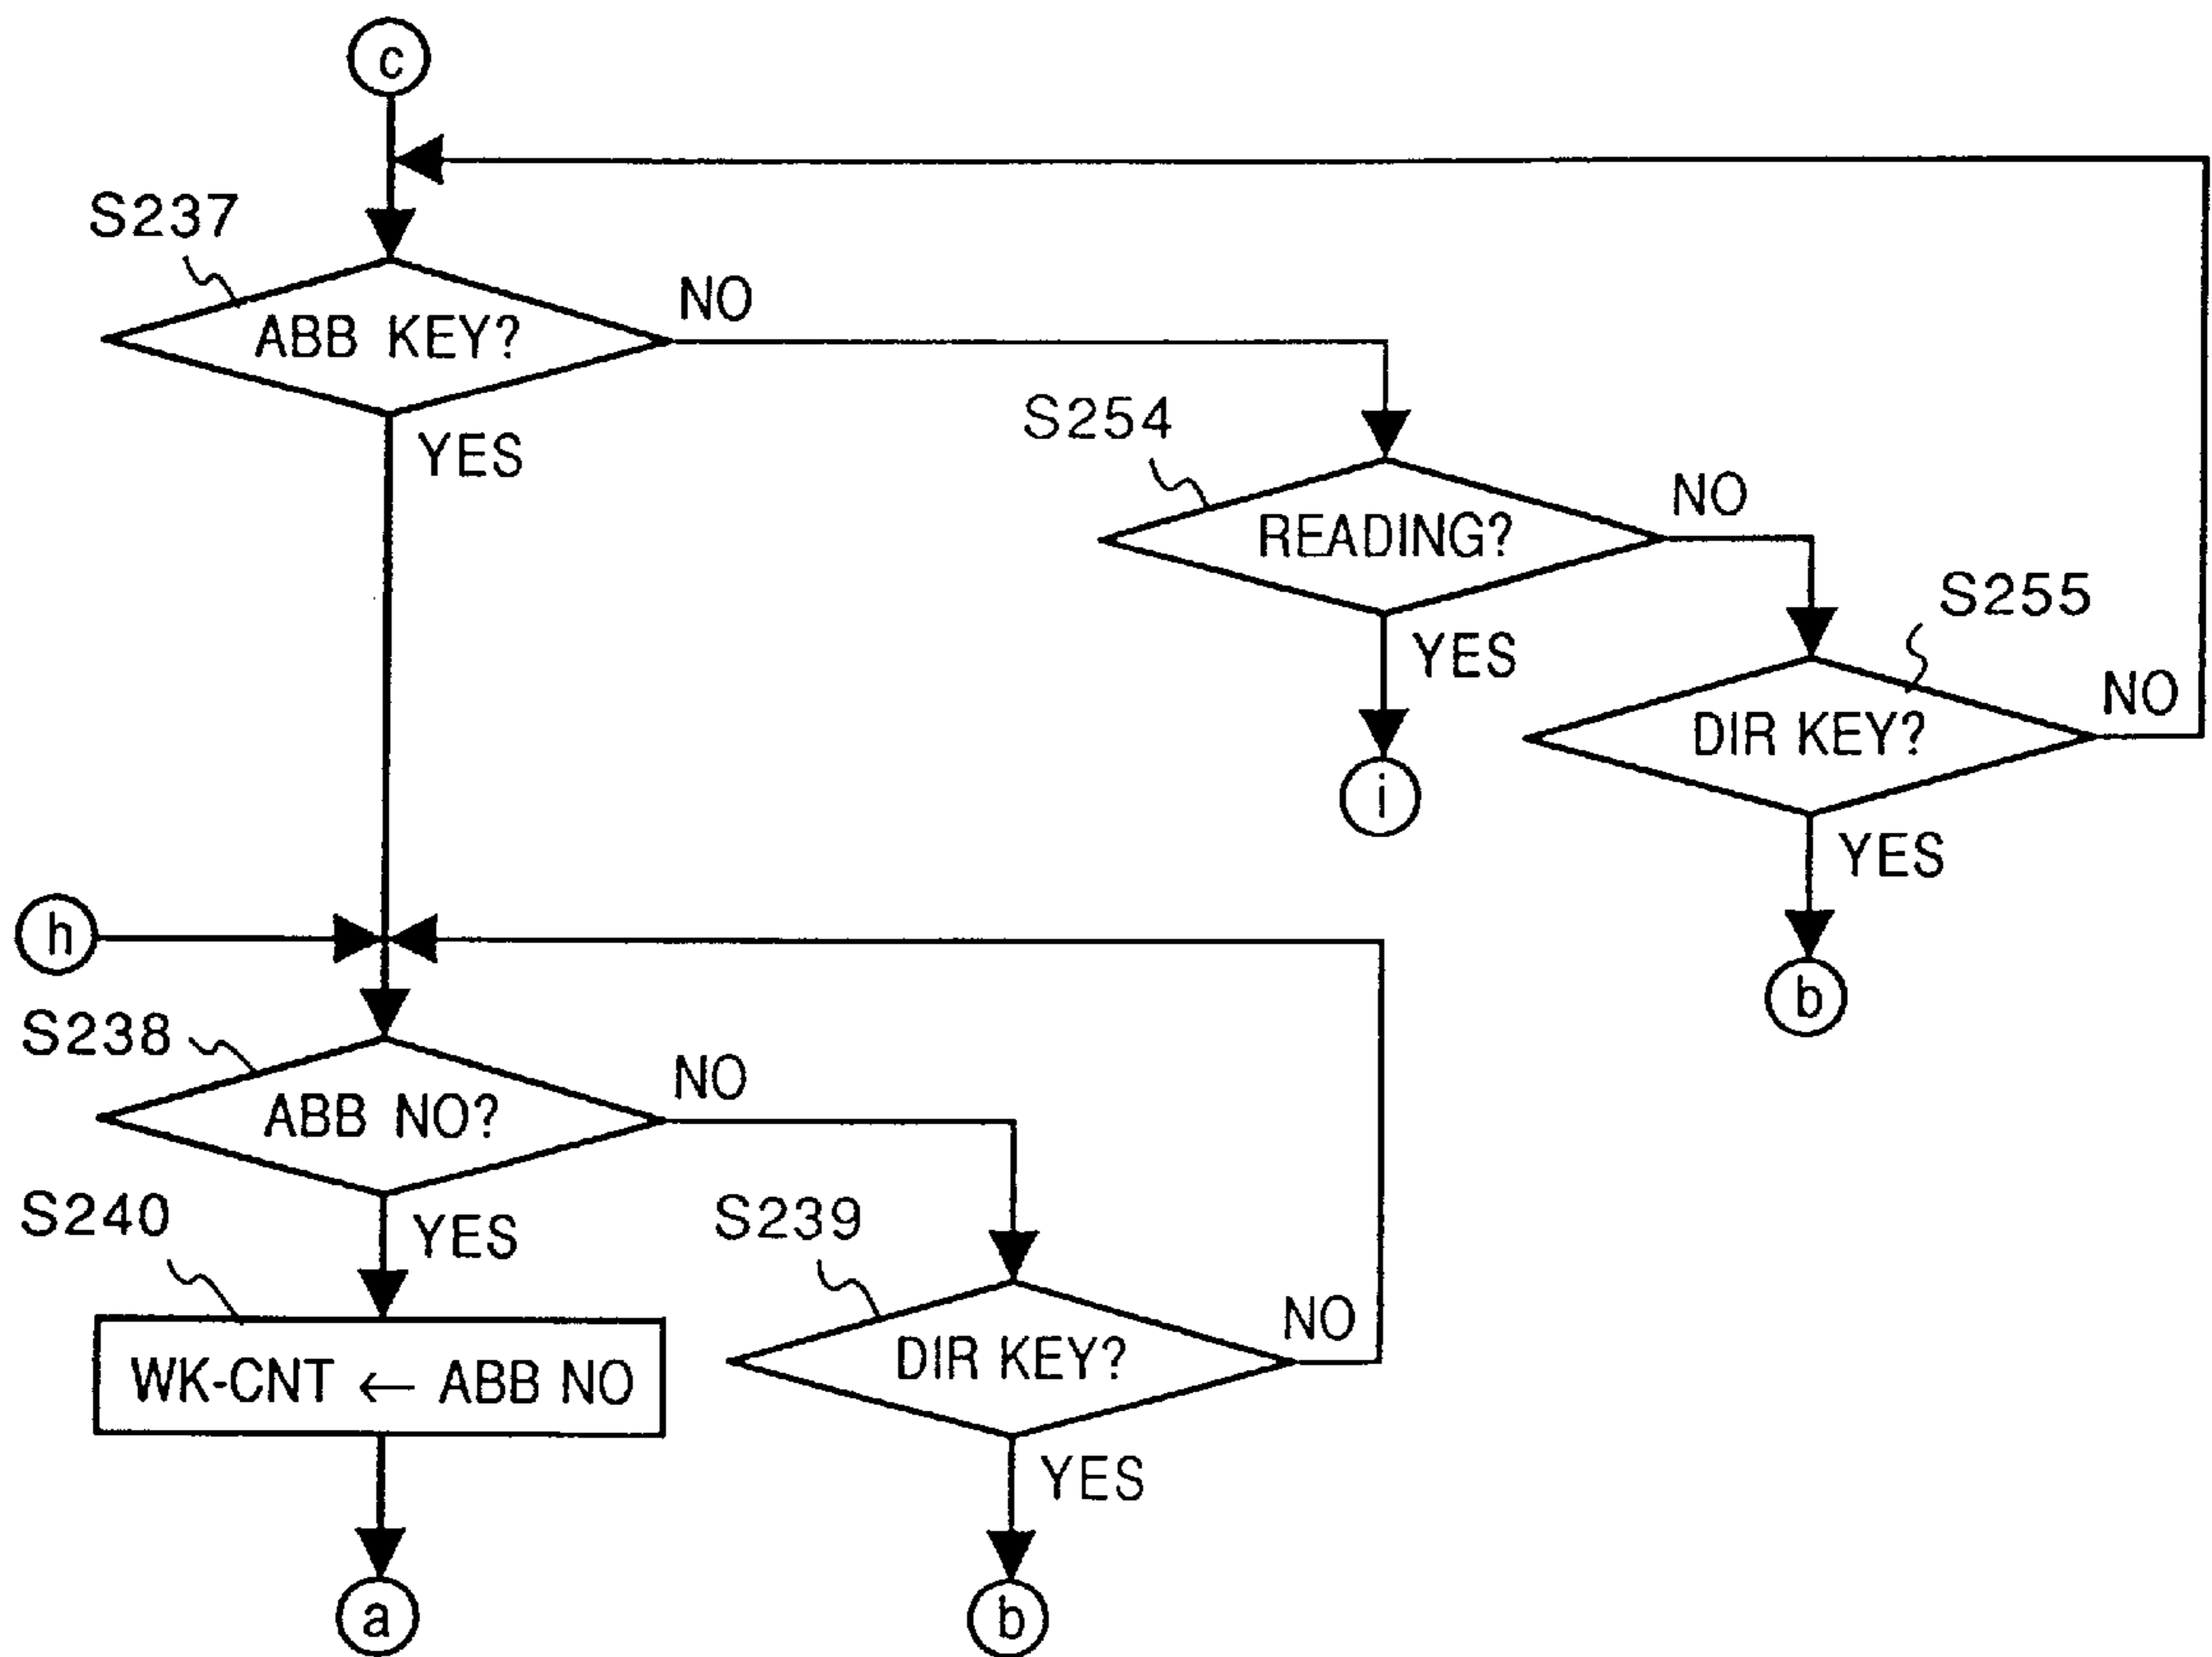 c
S237
ABB KEY?
NO
YES
S254
READING?
NO
YES
i
S255
DIR KEY?
NO
YES
b
h
S238
ABB NO?
NO
YES
S240
WK-CNT ← ABB NO
a
S239
DIR KEY?
NO
YES
b